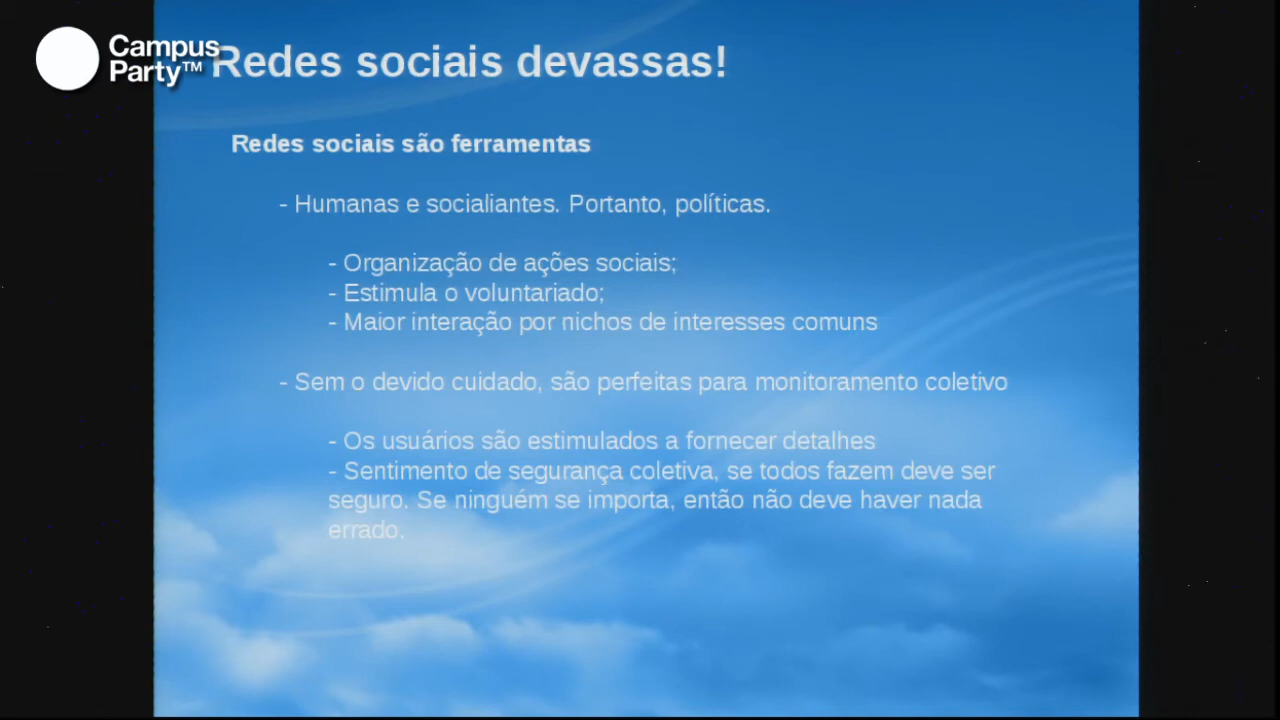 Campus
Party™
Redes sociais devassas!
Redes sociais são ferramentas
- Humanas e socialiantes. Portanto, políticas.
- Organização de ações sociais;
- Estimula o voluntariado;
- Maior interação por nichos de interesses comuns
- Sem o devido cuidado, são perfeitas para monitoramento coletivo
- Os usuários são estimulados a fornecer detalhes
- Sentimento de segurança coletiva, se todos fazem deve ser
seguro. Se ninguém se importa, então não deve haver nada
errado.